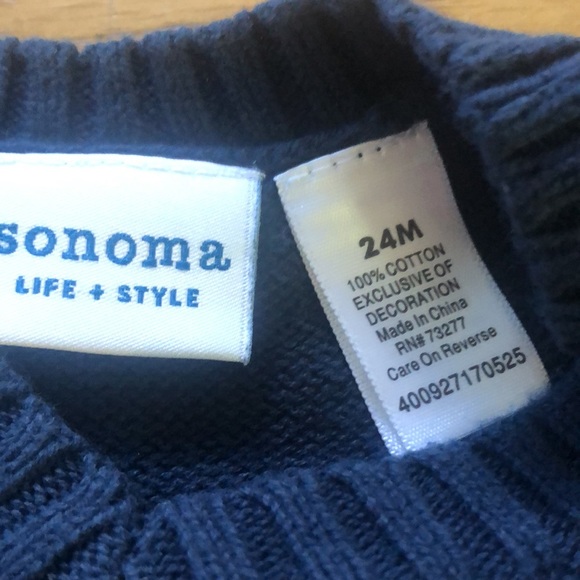 sonoma
LIFE + STYLE
24M
100% COTTON
EXCLUSIVE OF
DECORATION
Made In China
RN# 73277
Care On Reverse
400927170525